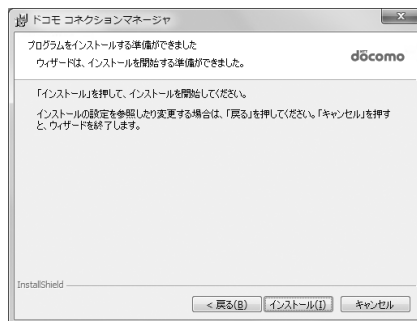 ドコモ コネクションマネージャ
プログラムをインストールする準備ができました
ウィザードは、インストールを開始する準備ができました。
döcomo
「インストール」を押して、インストールを開始してください。
インストールの設定を参照したり変更する場合は、「戻る」を押してください。「キャンセル」を押す
と、ウィザードを終了します。
InstallShield
< 戻る(B)
インストール(I)
キャンセル